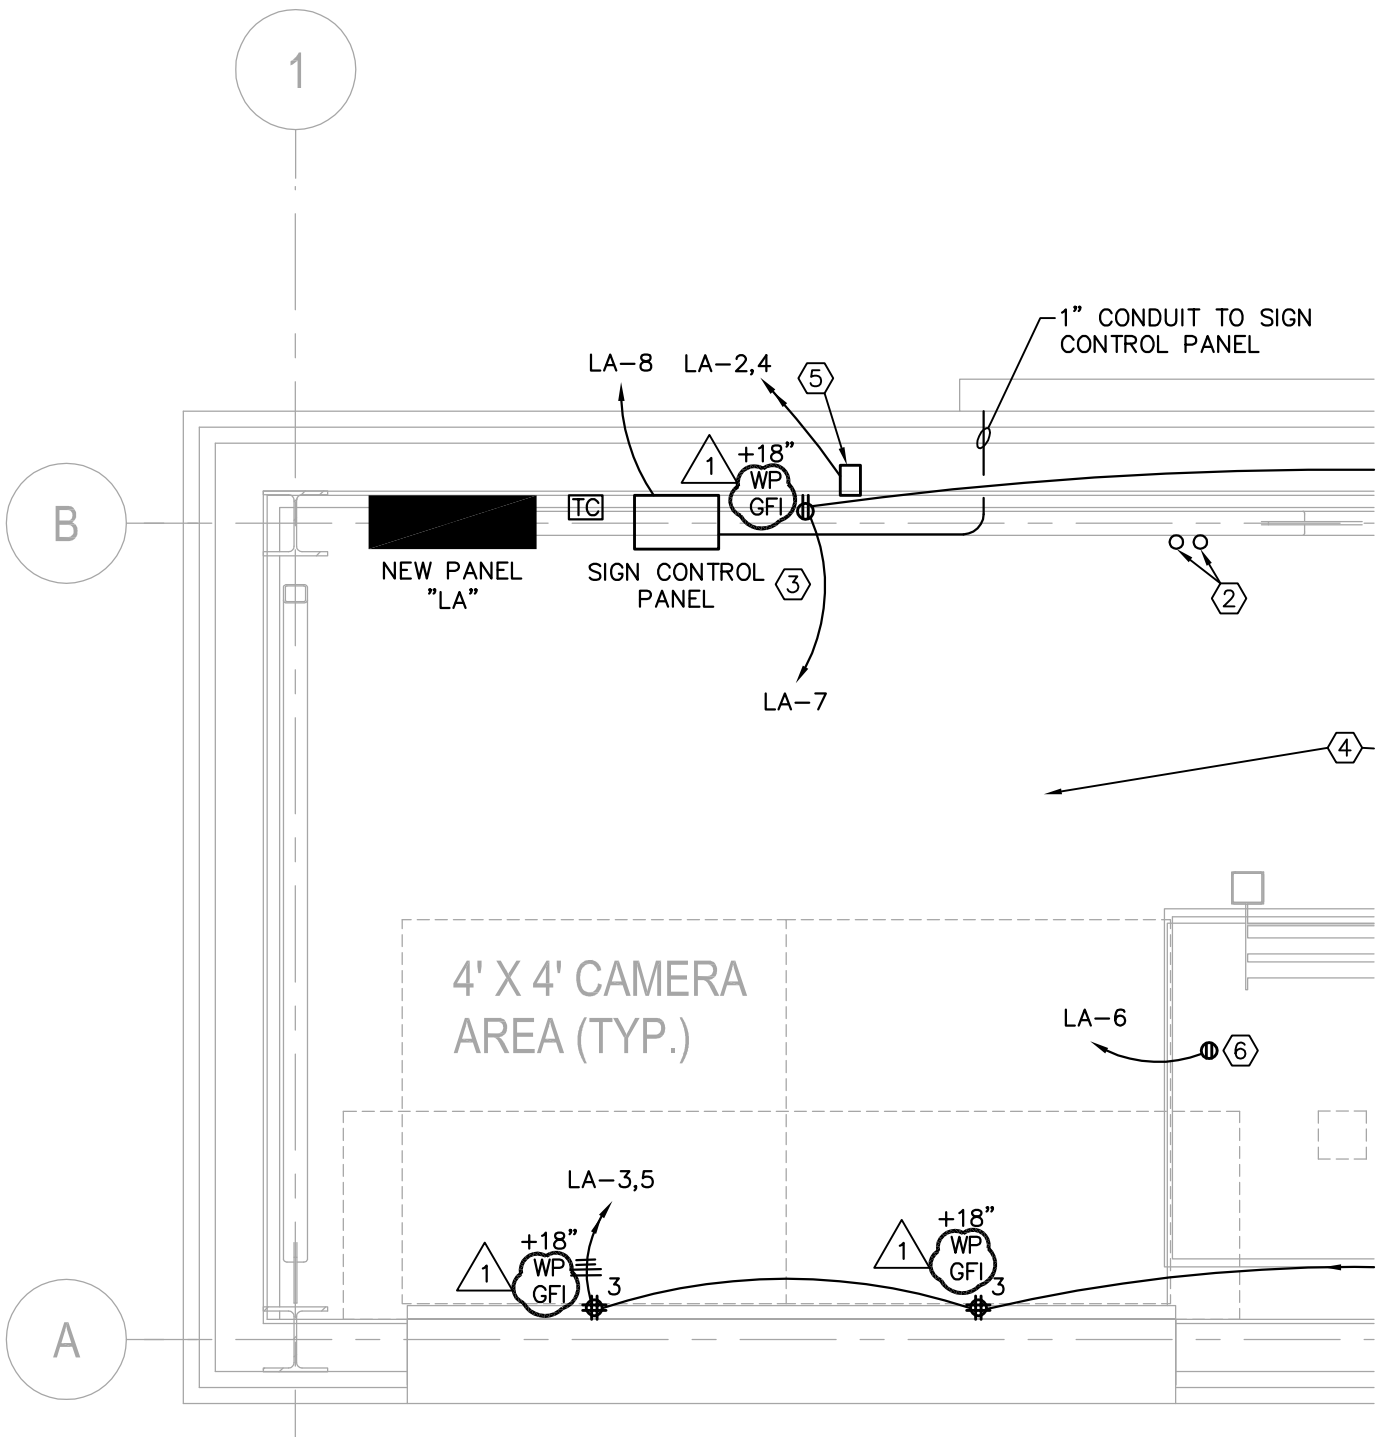 1
1” CONDUIT TO SIGN
CONTROL PANEL
LA-8
LA-2,4
5
1
+18”
WP
GFI
B
TC
NEW PANEL
”LA”
SIGN CONTROL
PANEL
3
2
LA-7
4
4' X 4' CAMERA
AREA (TYP.)
LA-6
6
LA-3,5
+18”
1
WP
GFI
3
+18”
1
WP
GFI
3
A